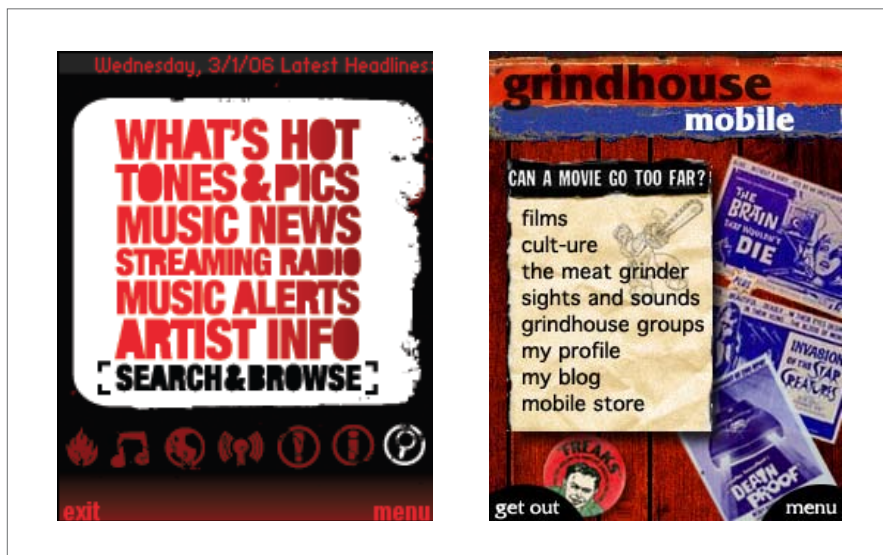 Wednesday, 3/1/06 Latest Headlines:
WHAT'S HOT
TONES & PICS
MUSIC NEWS
STREAMING RADIO
MUSIC ALERTS
ARTIST INFO
SEARCH & BROWSE
exit
menu
grindhouse
mobile
CAN A MOVIE GO TOO FAR?
films
cult-ure
the meat grinder
sights and sounds
grindhouse groups
my profile
my blog
mobile store
THE
BRAIN
THAT WOULDN'T
DIE
PLUS
INVASION
OF THE STAR
CREATURES
DEATH
PROOF
FREAKS
get out
menu